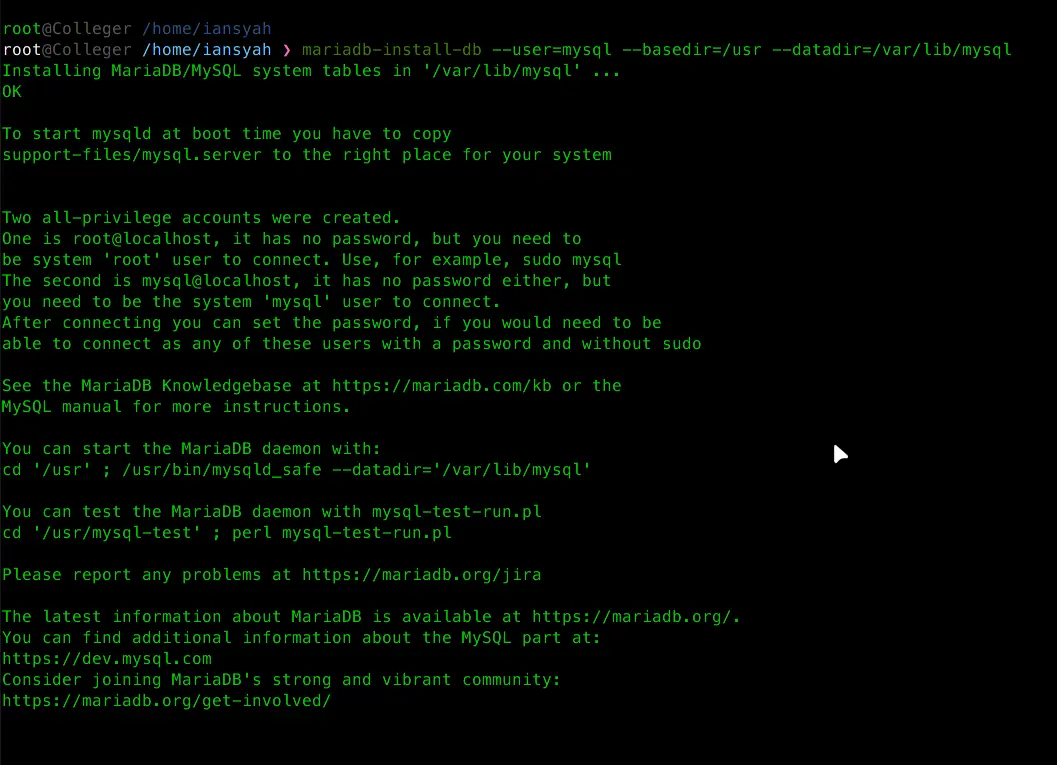 root@Colleger /home/iansyah
root@Colleger /home/iansyah ❯ mariadb-install-db --user=mysql --basedir=/usr --datadir=/var/lib/mysql
Installing MariaDB/MySQL system tables in '/var/lib/mysql' ...
OK
To start mysqld at boot time you have to copy
support-files/mysql.server to the right place for your system
Two all-privilege accounts were created.
One is root@localhost, it has no password, but you need to
be system 'root' user to connect. Use, for example, sudo mysql
The second is mysql@localhost, it has no password either, but
you need to be the system 'mysql' user to connect.
After connecting you can set the password, if you would need to be
able to connect as any of these users with a password and without sudo
See the MariaDB Knowledgebase at https://mariadb.com/kb or the
MySQL manual for more instructions.
You can start the MariaDB daemon with:
cd '/usr' ; /usr/bin/mysqld_safe --datadir='/var/lib/mysql'
You can test the MariaDB daemon with mysql-test-run.pl
cd '/usr/mysql-test' ; perl mysql-test-run.pl
Please report any problems at https://mariadb.org/jira
The latest information about MariaDB is available at https://mariadb.org/.
You can find additional information about the MySQL part at:
https://dev.mysql.com
Consider joining MariaDB's strong and vibrant community:
https://mariadb.org/get-involved/